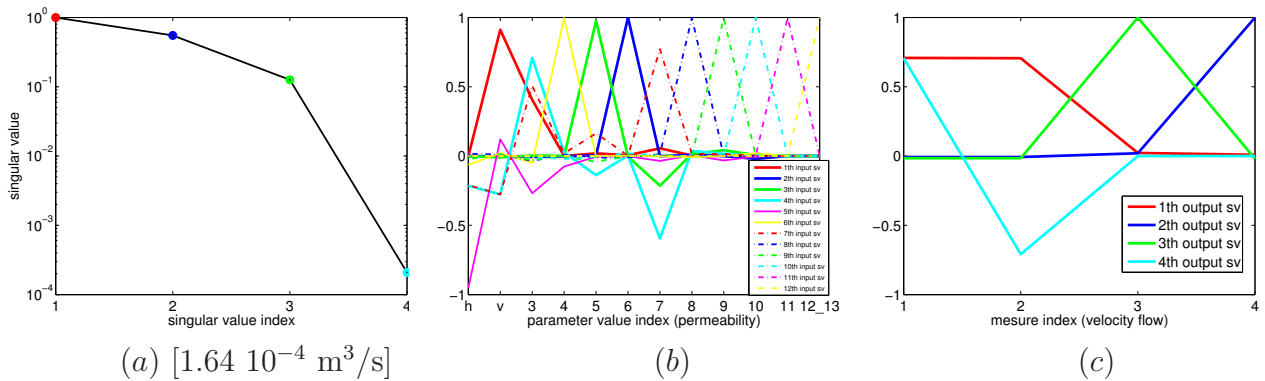 10^0
10^-1
10^-2
10^-3
10^-4
singular value
1 2 3 4
singular value index
(a) [1.64 10^-4 m^3/s]
1
0.5
0
−0.5
−1
h v 3 4 5 6 7 8 9 10 11 12_13
parameter value index (permeability)
1th input sv
2th input sv
3th input sv
4th input sv
5th input sv
6th input sv
7th input sv
8th input sv
9th input sv
10th input sv
11th input sv
12th input sv
(b)
1
0.5
0
−0.5
−1
1 2 3 4
mesure index (velocity flow)
1th output sv
2th output sv
3th output sv
4th output sv
(c)